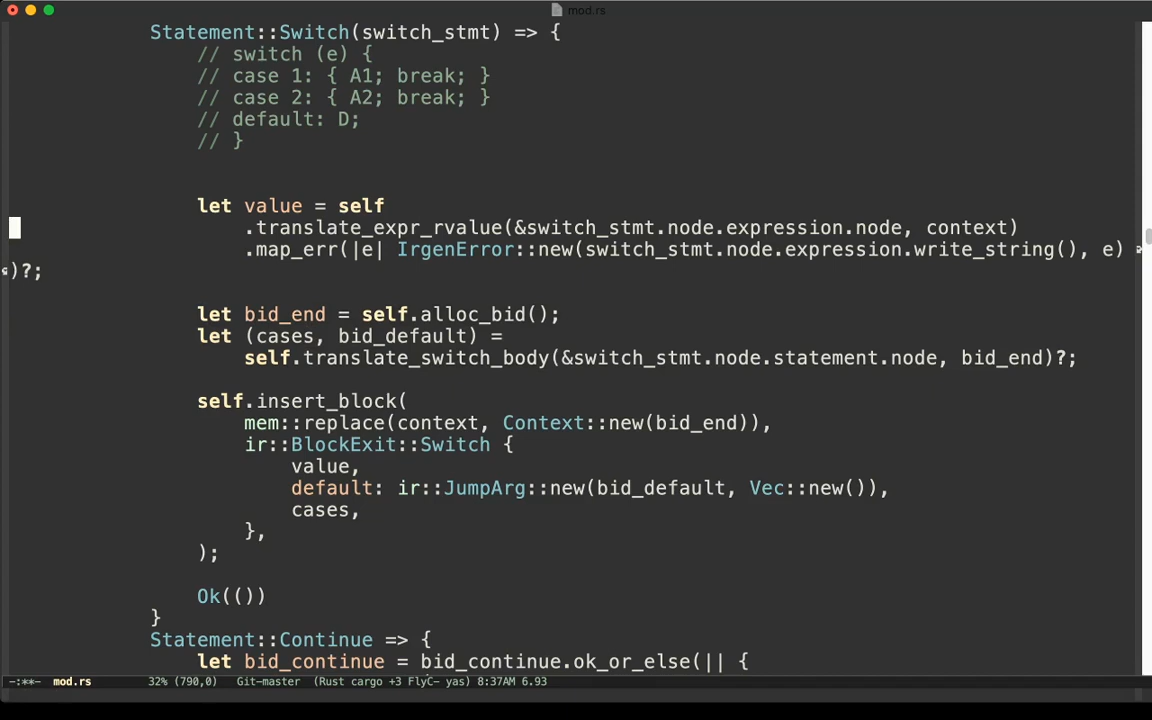 mod.rs
Statement::Switch(switch_stmt) => {
// switch (e) {
// case 1: { A1; break; }
// case 2: { A2; break; }
// default: D;
// }
let value = self
.translate_expr_rvalue(&switch_stmt.node.expression.node, context)
.map_err(|e| IrgenError::new(switch_stmt.node.expression.write_string(), e)
)?;
let bid_end = self.alloc_bid();
let (cases, bid_default) =
self.translate_switch_body(&switch_stmt.node.statement.node, bid_end)?;
self.insert_block(
mem::replace(context, Context::new(bid_end)),
ir::BlockExit::Switch {
value,
default: ir::JumpArg::new(bid_default, Vec::new()),
cases,
},
);
Ok(())
}
Statement::Continue => {
let bid_continue = bid_continue.ok_or_else(|| {
-:**-  mod.rs  32% (790,0)  Git-master  (Rust cargo +3 FlyC- yas) 8:37AM 6.93